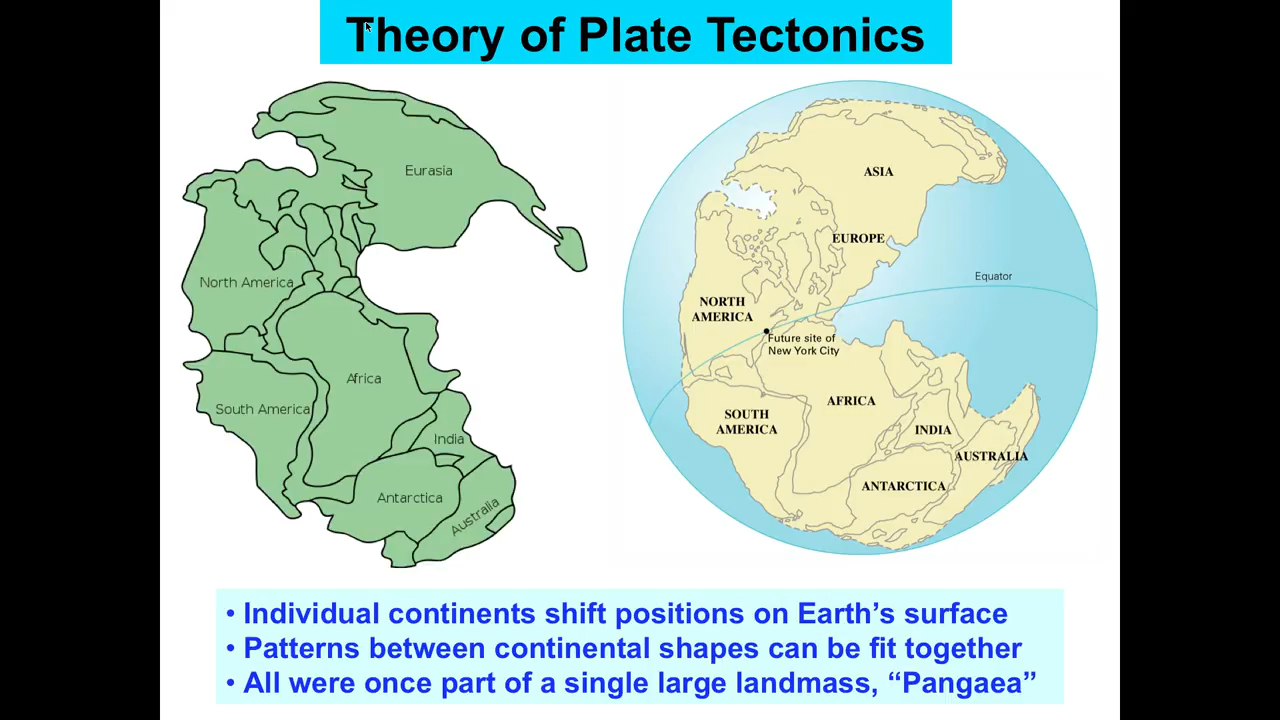 Theory of Plate Tectonics
Eurasia
North America
Africa
South America
India
Antarctica
Australia
ASIA
EUROPE
Equator
NORTH
AMERICA
Future site of
New York City
AFRICA
SOUTH
AMERICA
INDIA
AUSTRALIA
ANTARCTICA
• Individual continents shift positions on Earth’s surface
• Patterns between continental shapes can be fit together
• All were once part of a single large landmass, “Pangaea”